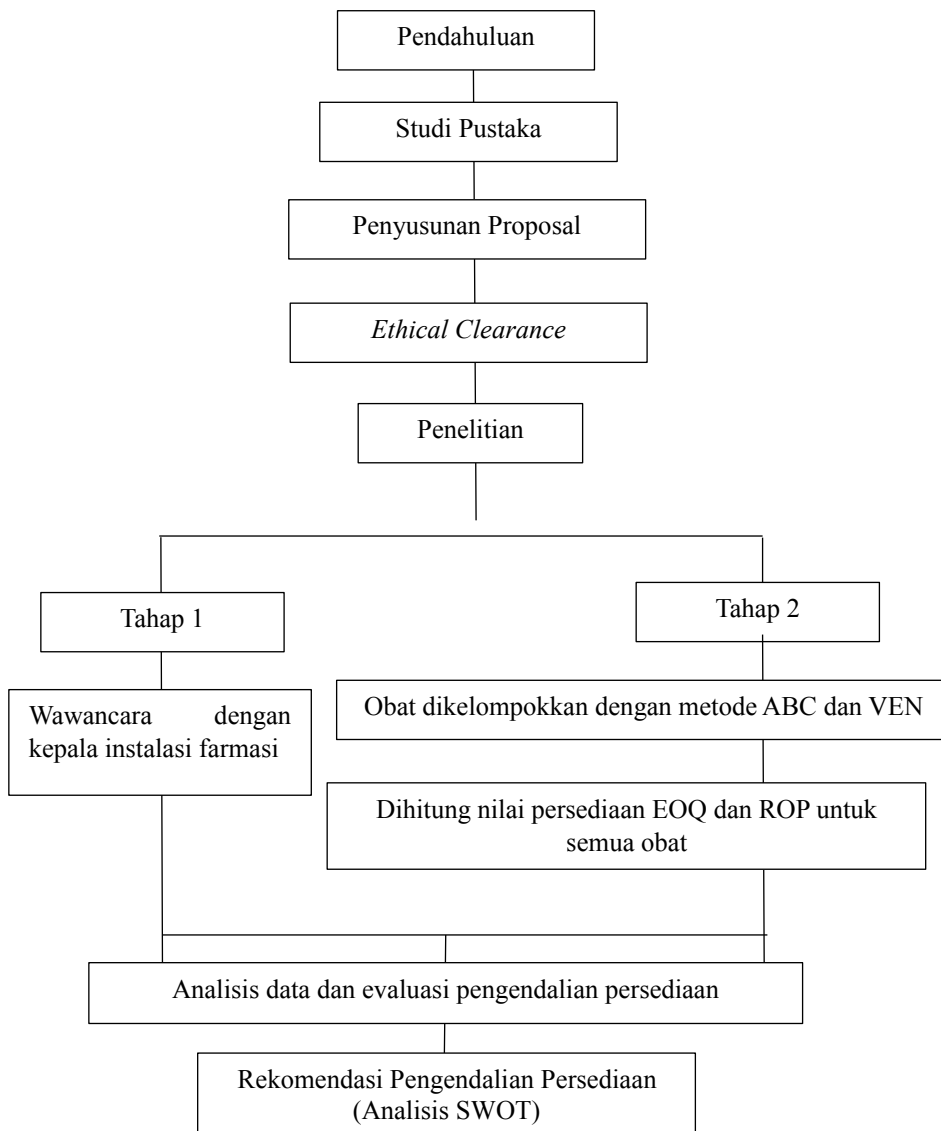 Pendahuluan
Studi Pustaka
Penyusunan Proposal
Ethical Clearance
Penelitian
Tahap 1
Tahap 2
Wawancara dengan
kepala instalasi farmasi
Obat dikelompokkan dengan metode ABC dan VEN
Dihitung nilai persediaan EOQ dan ROP untuk
semua obat
Analisis data dan evaluasi pengendalian persediaan
Rekomendasi Pengendalian Persediaan
(Analisis SWOT)